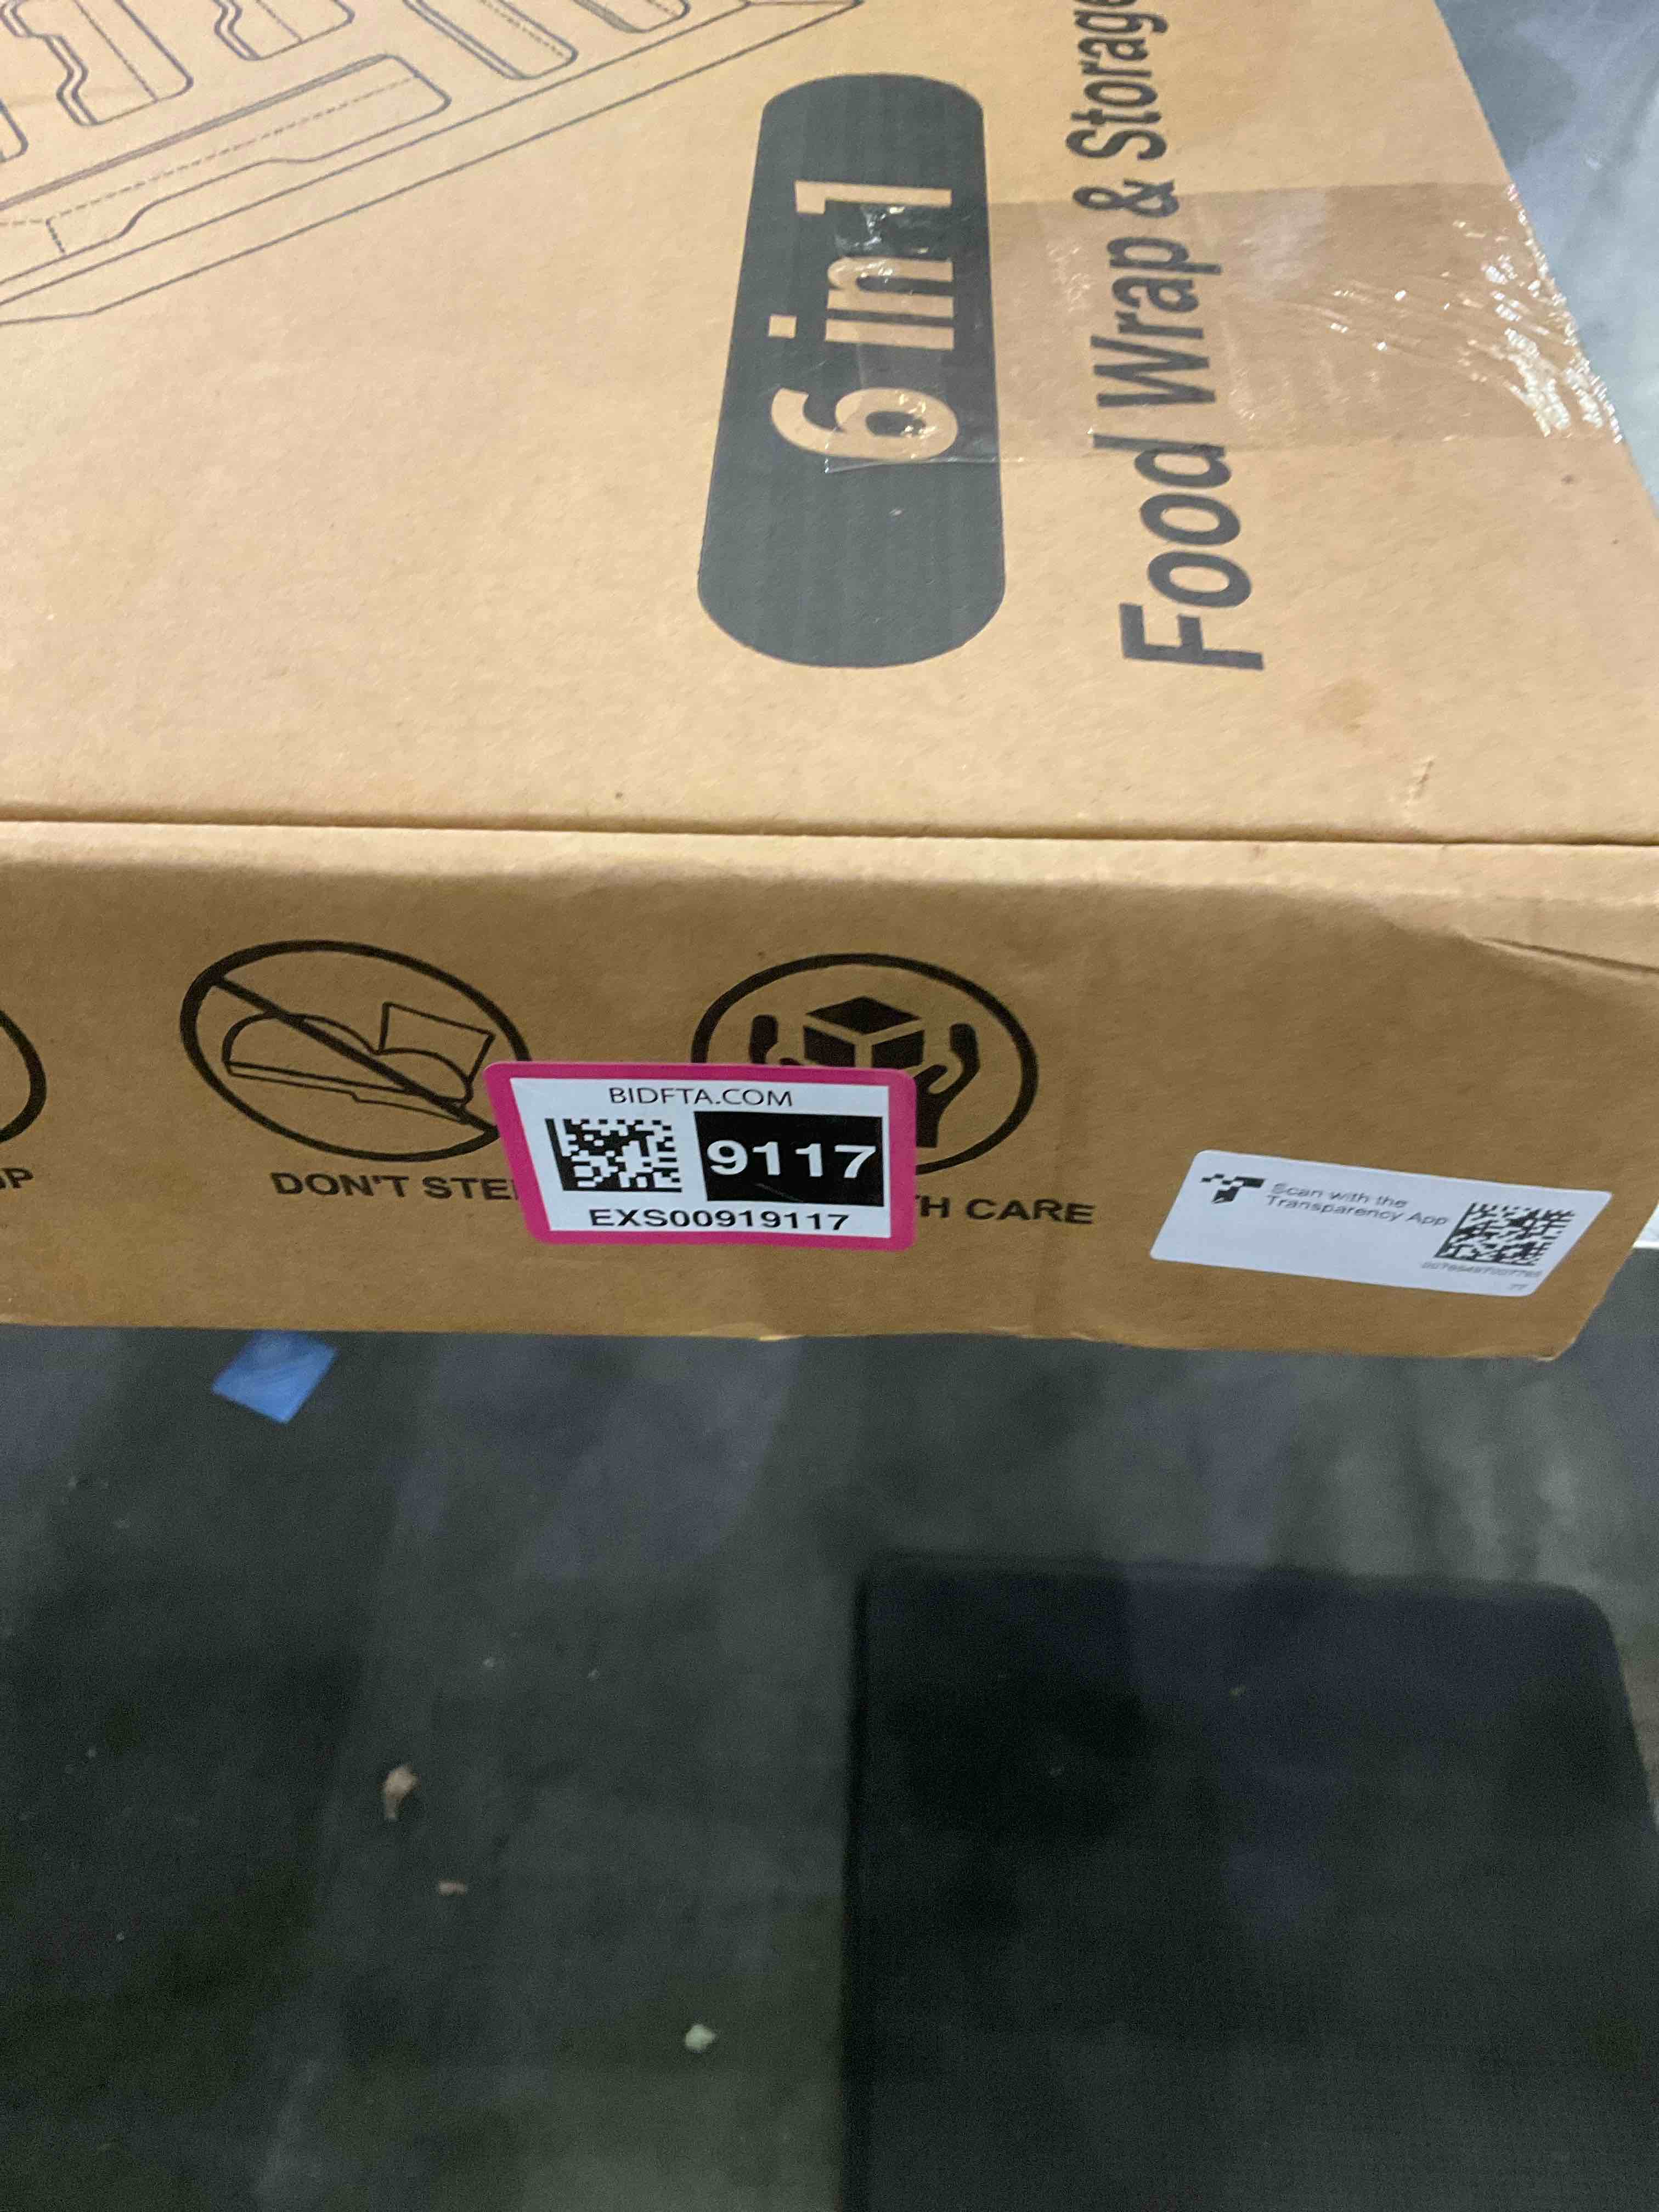 6 in 1
Food Wrap & Storage
DON'T STE
H CARE
BIDFTA.COM
9117
EXS00919117
Scan with the
Transparency App